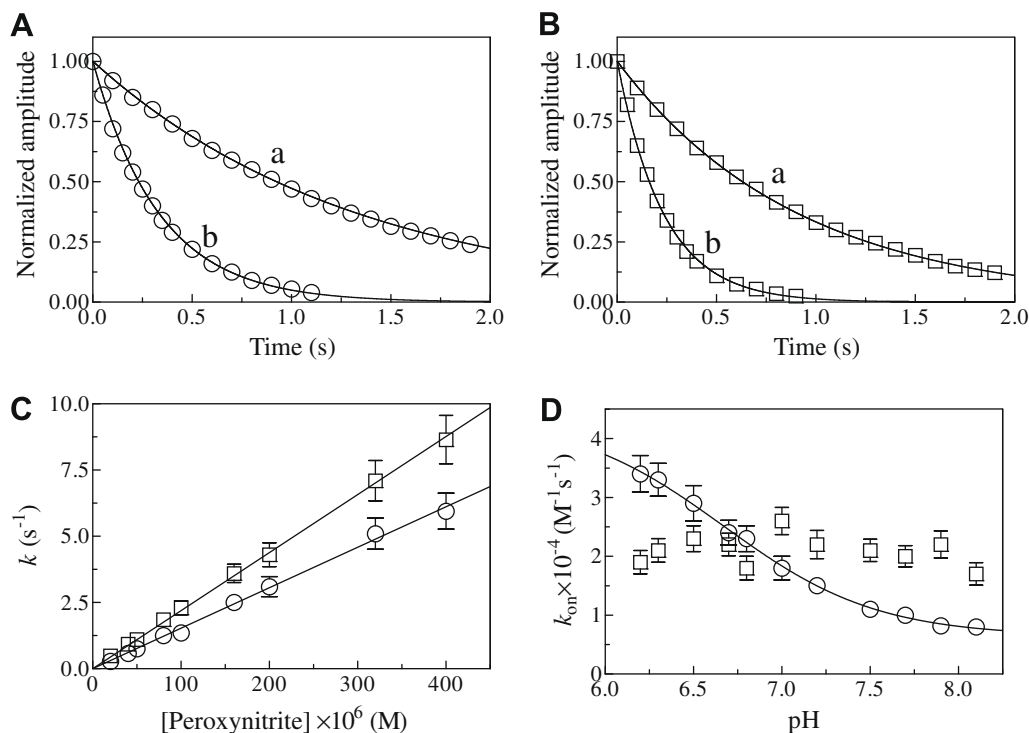 A
Normalized amplitude
1.00
0.75
0.50
0.25
0.00
a
b
0.0 0.5 1.0 1.5 2.0
Time (s)
B
Normalized amplitude
1.00
0.75
0.50
0.25
0.00
a
b
0.0 0.5 1.0 1.5 2.0
Time (s)
C
k (s⁻¹)
10.0
7.5
5.0
2.5
0.0
0 100 200 300 400
[Peroxynitrite] ×10⁶ (M)
D
kₒₙ×10⁻⁴ (M⁻¹s⁻¹)
4
3
2
1
0
6.0 6.5 7.0 7.5 8.0
pH